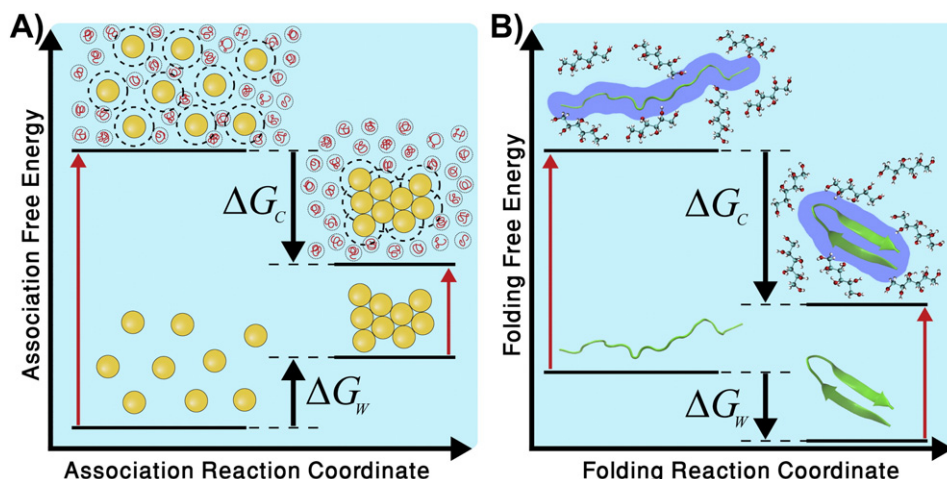 A)
Association Free Energy
ΔG_C
ΔG_W
Association Reaction Coordinate
B)
Folding Free Energy
ΔG_C
ΔG_W
Folding Reaction Coordinate